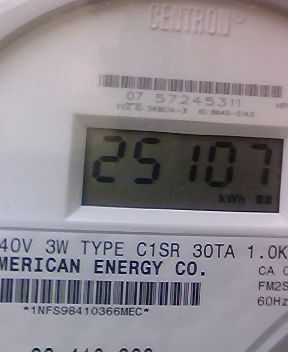 CENTRON®
07 57245311
25107
kWh
40V 3W TYPE C1SR 30TA 1.0K
MERICAN ENERGY CO.
CA 0
FM2S
60Hz
*1NFS98410366MEC*